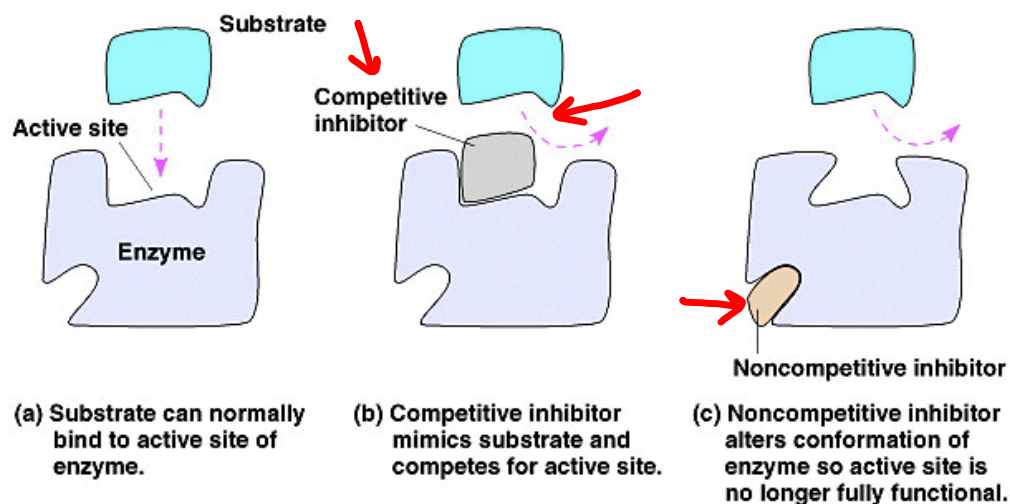 Substrate
Active site
Enzyme
(a) Substrate can normally
bind to active site of
enzyme.
Competitive
inhibitor
(b) Competitive inhibitor
mimics substrate and
competes for active site.
Noncompetitive inhibitor
(c) Noncompetitive inhibitor
alters conformation of
enzyme so active site is
no longer fully functional.